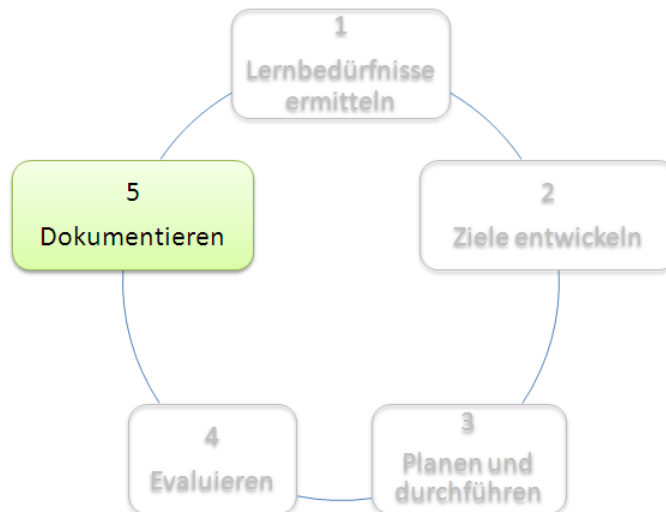 1
Lernbedürfnisse
ermitteln
2
Ziele entwickeln
3
Planen und
durchführen
4
Evaluieren
5
Dokumentieren